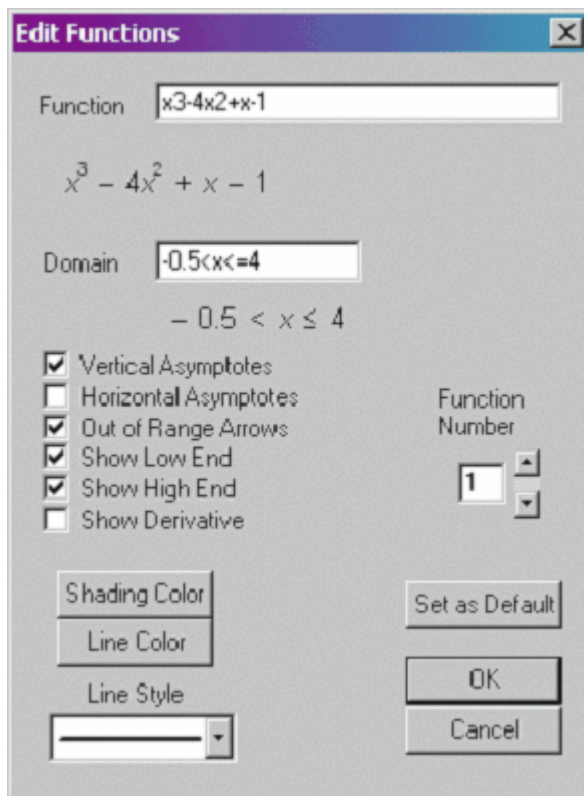 Edit Functions
Function x3-4x2+x-1
x³ − 4x² + x − 1
Domain -0.5<x<=4
− 0.5 < x ≤ 4
Vertical Asymptotes
Horizontal Asymptotes
Out of Range Arrows
Show Low End
Show High End
Show Derivative
Function
Number
1
Shading Color
Line Color
Line Style
Set as Default
OK
Cancel